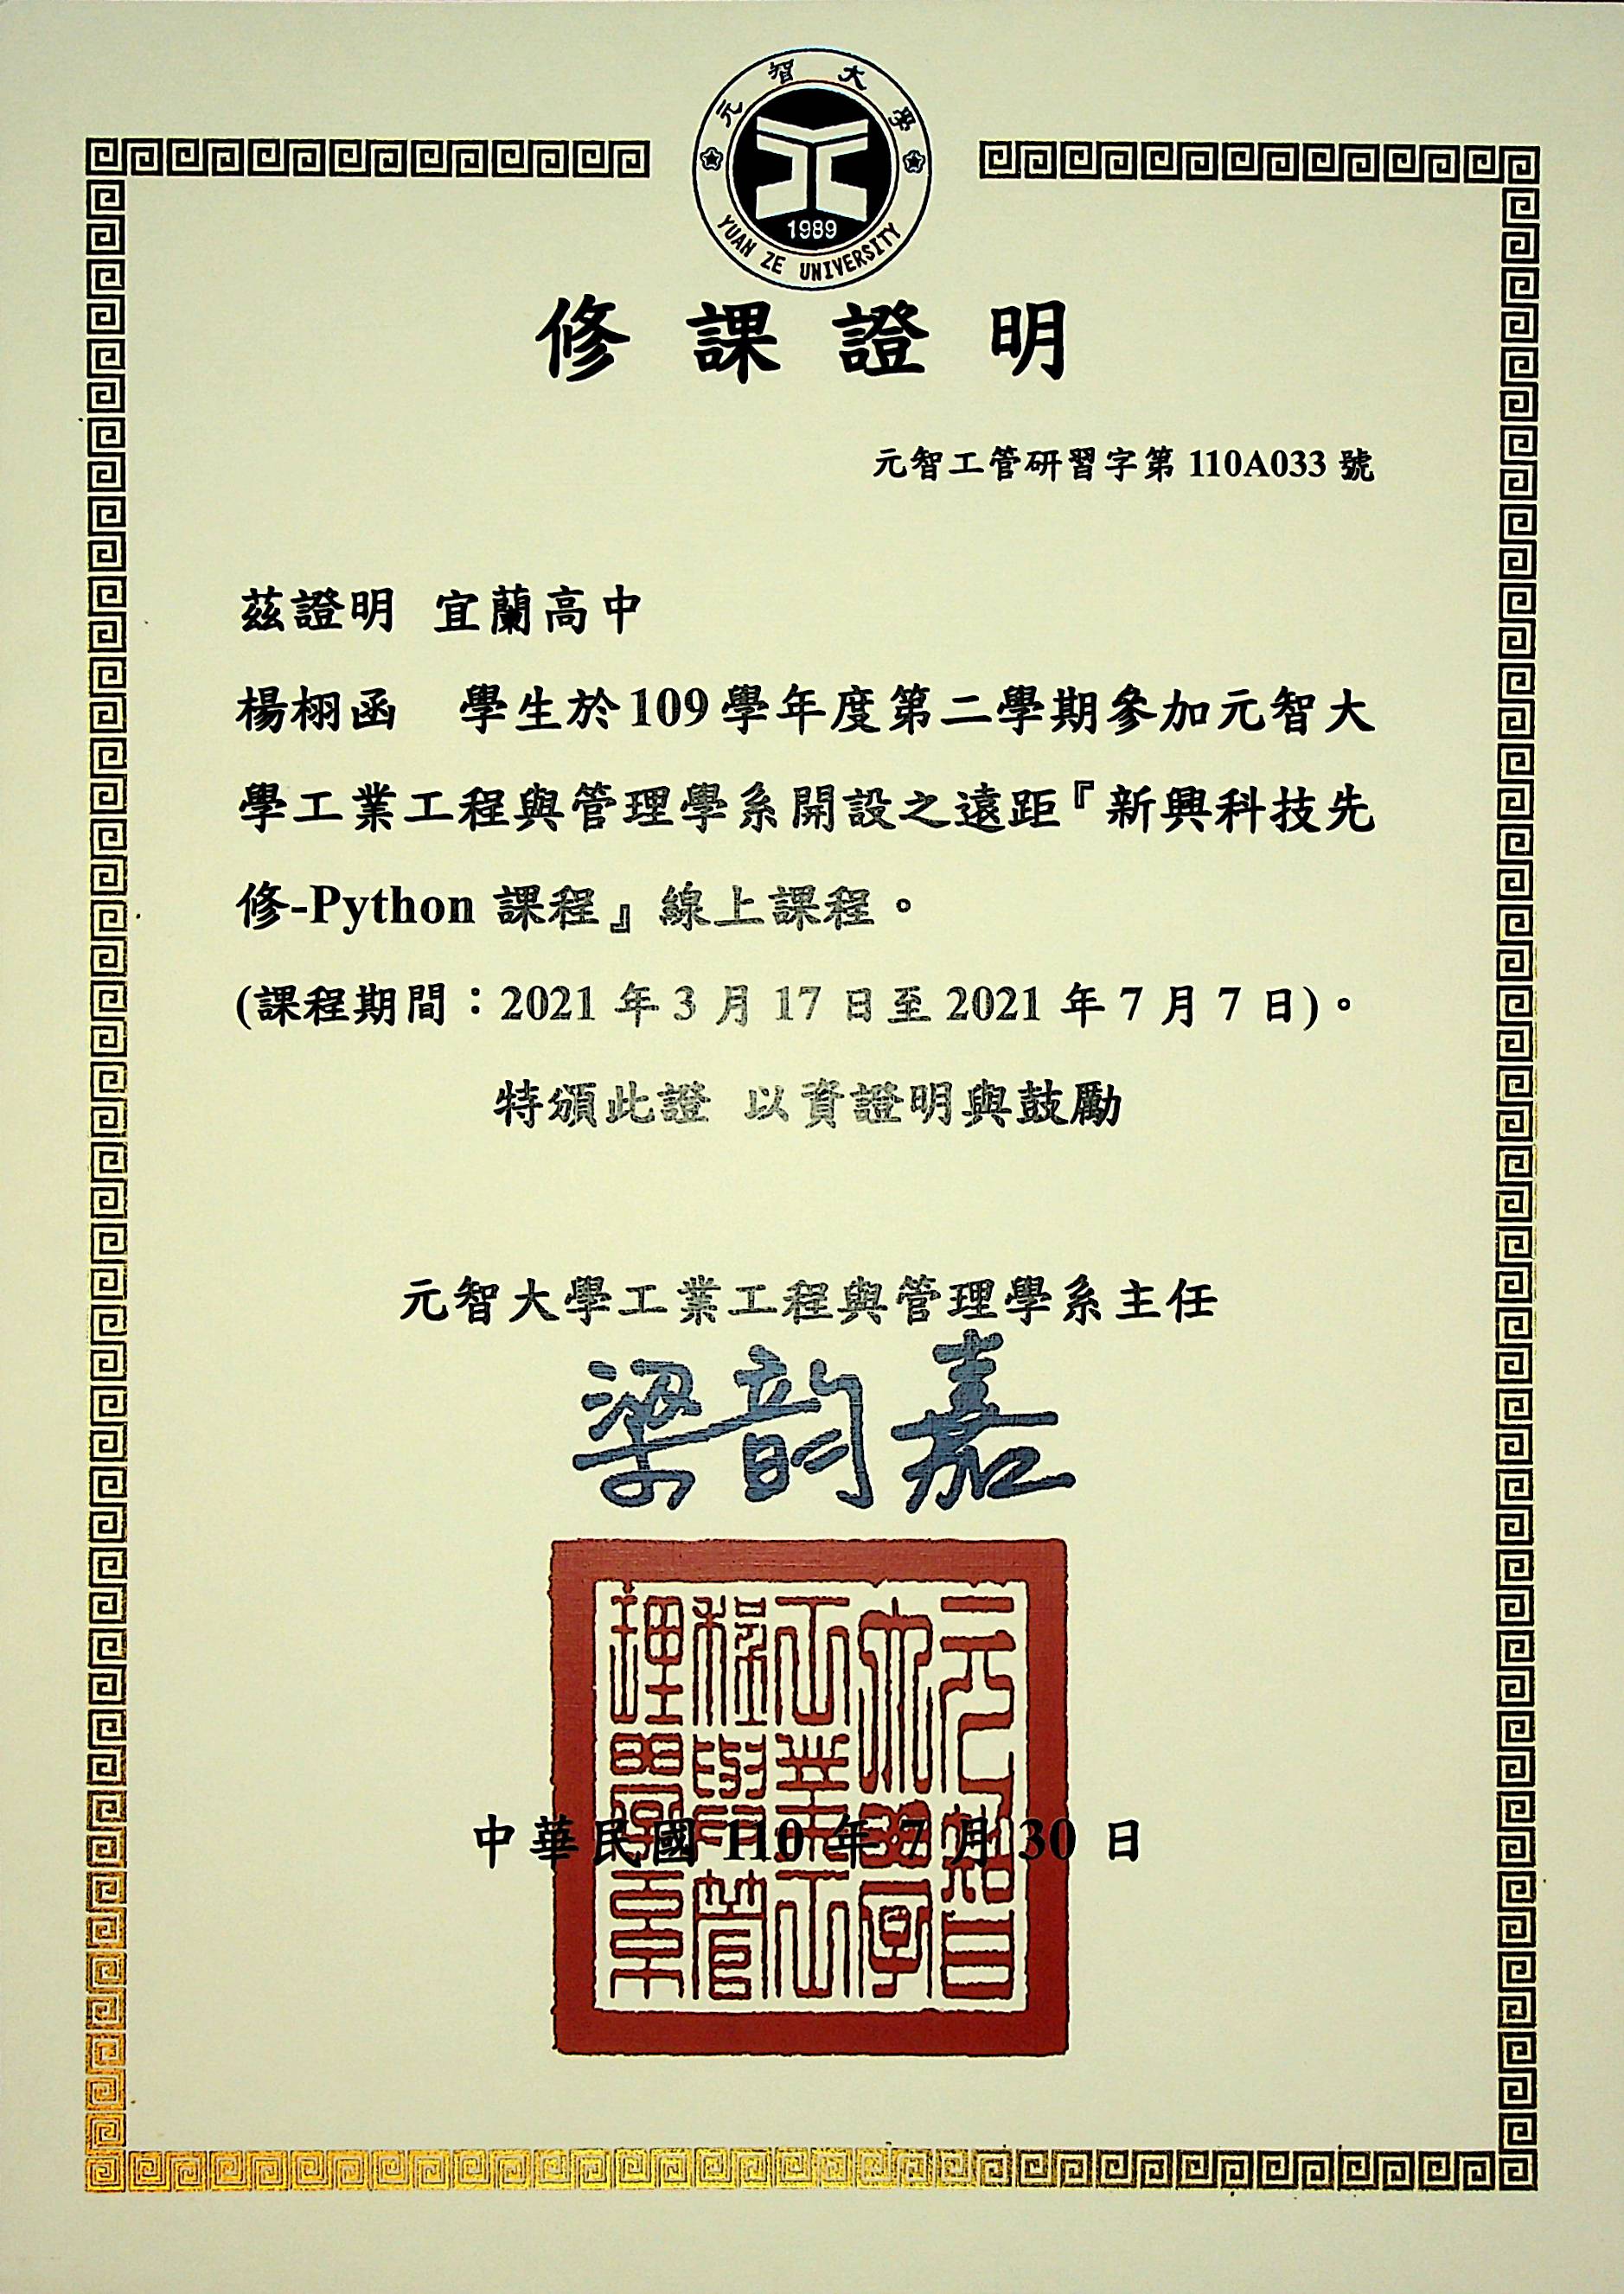 元智大學
1989
YUAN ZE UNIVERSITY
修課證明
元智工管研習字第 110A033 號
茲證明 宜蘭高中
楊栩函 學生於 109 學年度第二學期參加元智大
學工業工程與管理學系開設之遠距『新興科技先
修-Python 課程』線上課程。
(課程期間：2021 年 3 月 17 日至 2021 年 7 月 7 日)。
特頒此證 以資證明與鼓勵
元智大學工業工程與管理學系主任
梁韵嘉
元智大學工業工程與管理學系
中華民國 110 年 7 月 30 日